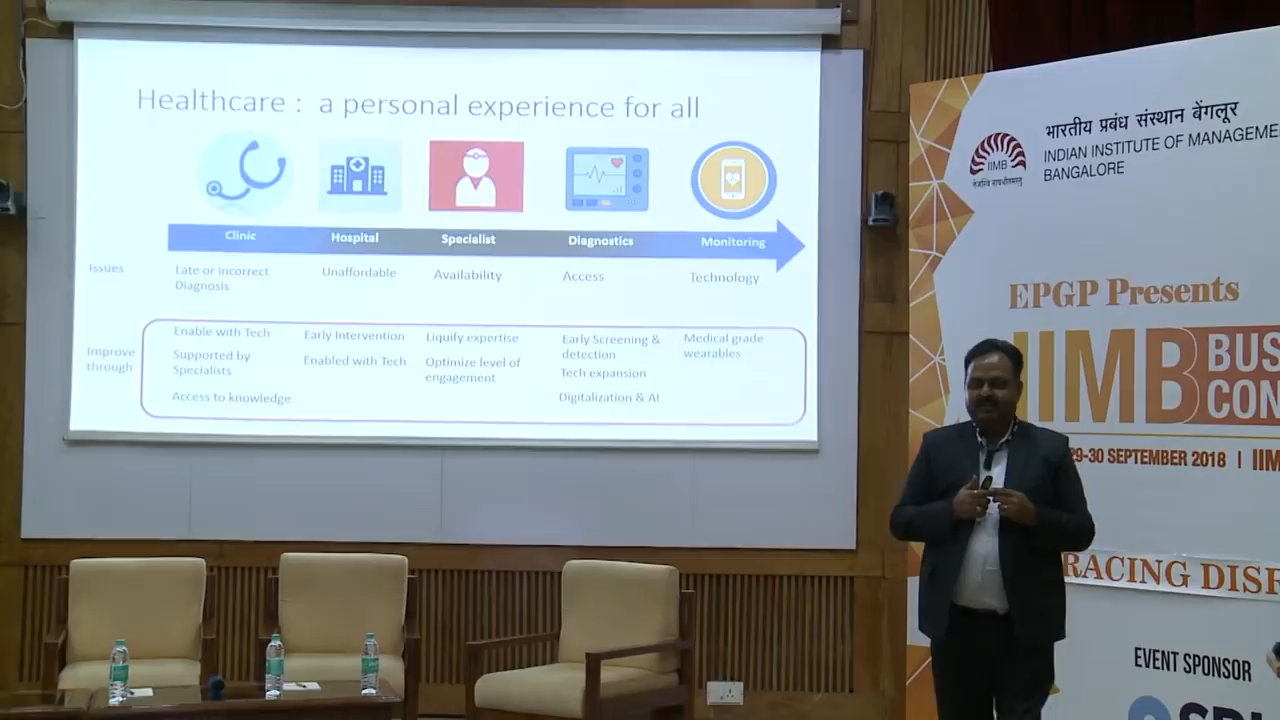 Healthcare : a personal experience for all
Clinic
Hospital
Specialist
Diagnostics
Monitoring
Issues
Late or incorrect
Diagnosis
Unaffordable
Availability
Access
Technology
Improve
through
Enable with Tech
Supported by
Specialists
Access to knowledge
Early Intervention
Enabled with Tech
Liquify expertise
Optimize level of
engagement
Early Screening &
detection
Tech expansion
Digitalization & AI
Medical grade
wearables
IIMB
भारतीय प्रबंध संस्थान बेंगलूर
INDIAN INSTITUTE OF MANAGEME
BANGALORE
EPGP Presents
IIMB
BUS
CON
29-30 SEPTEMBER 2018 | IIM
RACING DISR
EVENT SPONSOR